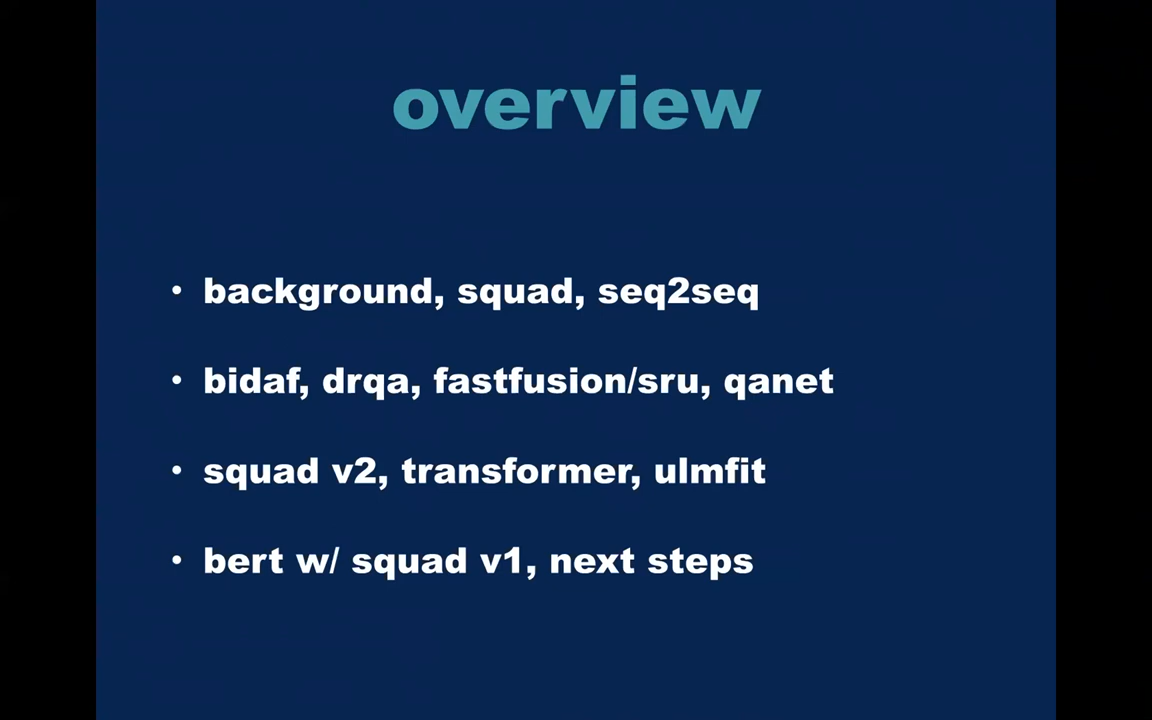 overview
• background, squad, seq2seq
• bidaf, drqa, fastfusion/sru, qanet
• squad v2, transformer, ulmfit
• bert w/ squad v1, next steps